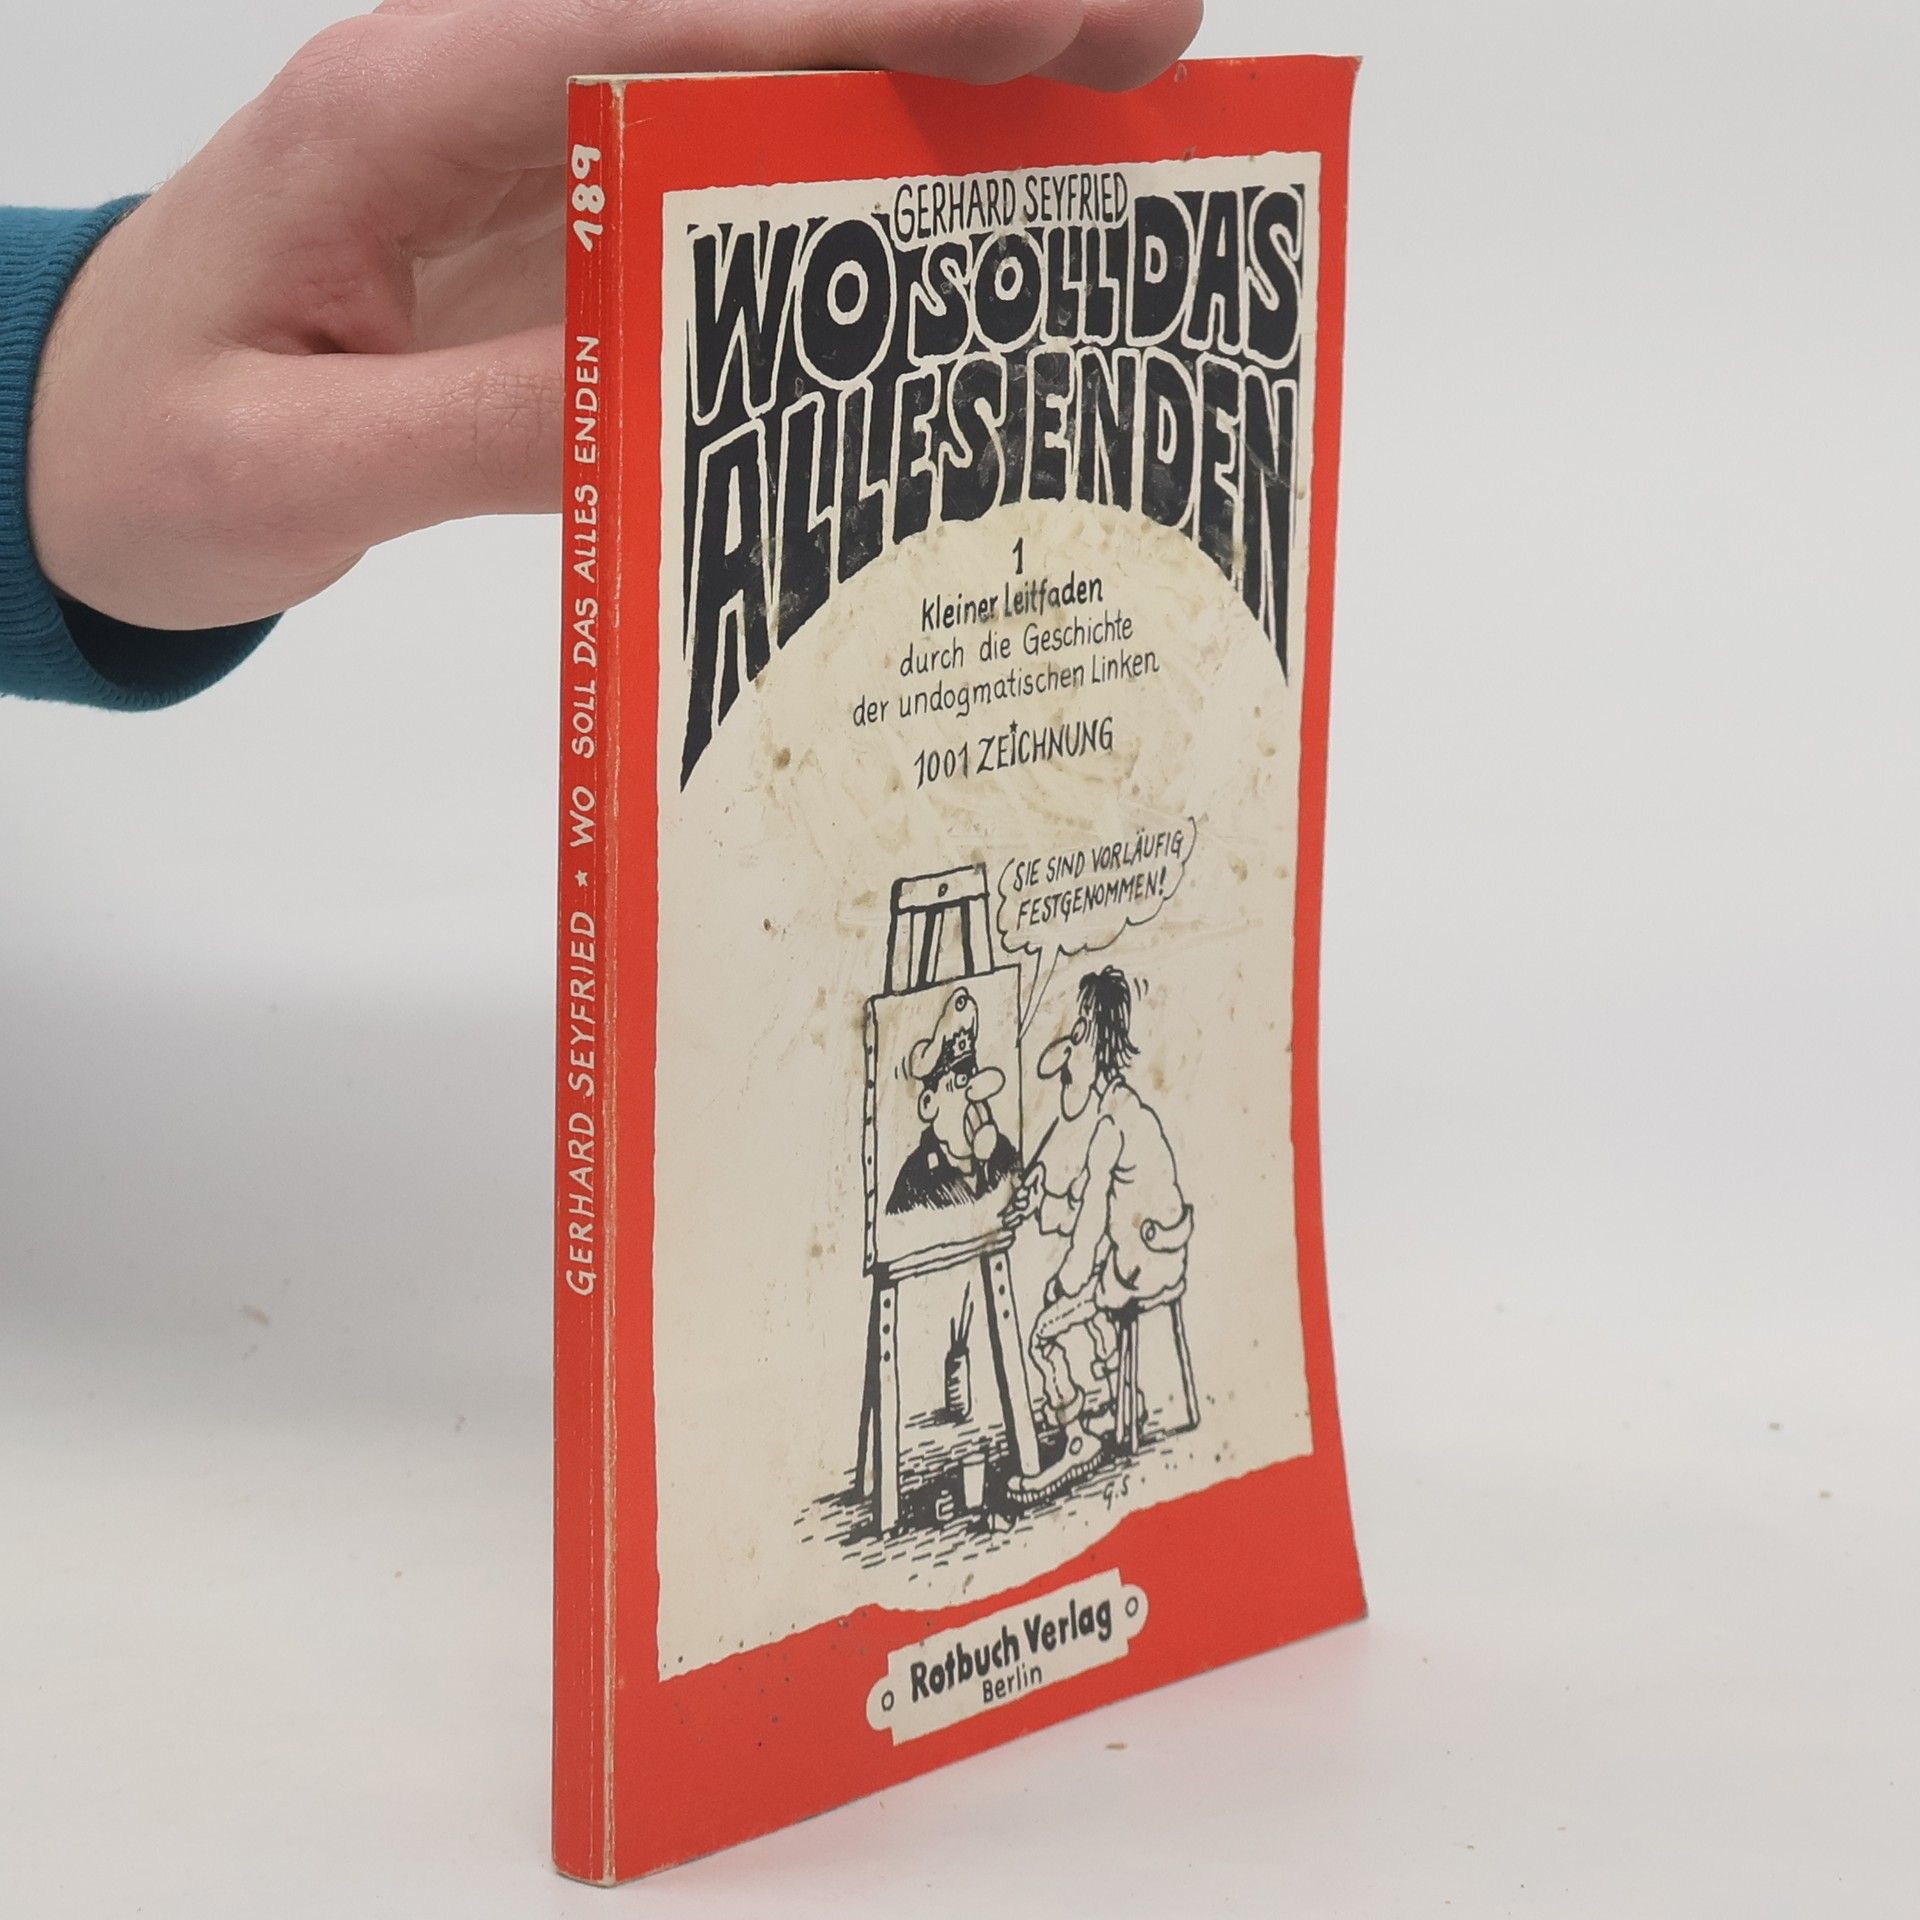 GERHARD SEYFRIED ★ WO SOLL DAS ALLES ENDEN 189
GERHARD SEYFRIED
WO SOLL DAS
ALLES ENDEN
1
kleiner Leitfaden
durch die Geschichte
der undogmatischen Linken
1001 ZEICHNUNG
SIE SIND VORLÄUFIG
FESTGENOMMEN!
G.S
Rotbuch Verlag
Berlin